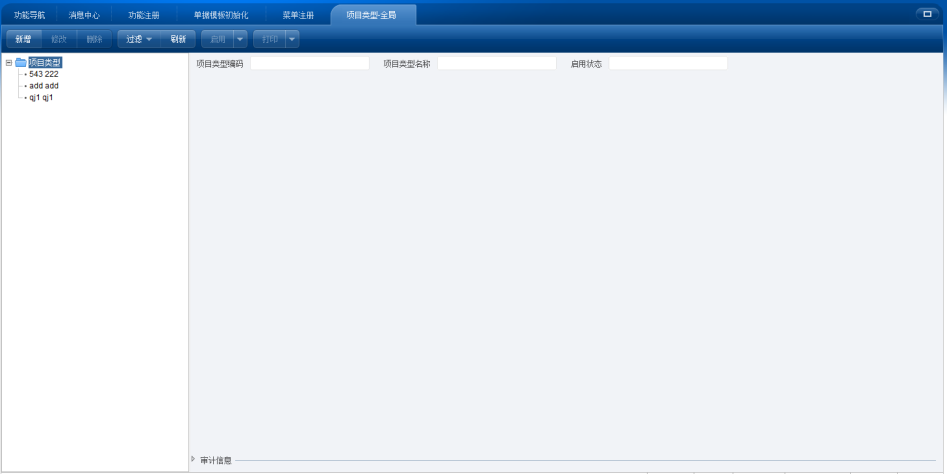 功能导航 消息中心 功能注册 单据模板初始化 菜单注册 项目类型-全局
新增 修改 删除 过滤 刷新 启用 打印
项目类型
543 222
add add
qj1 qj1
项目类型编码 项目类型名称 启用状态
审计信息